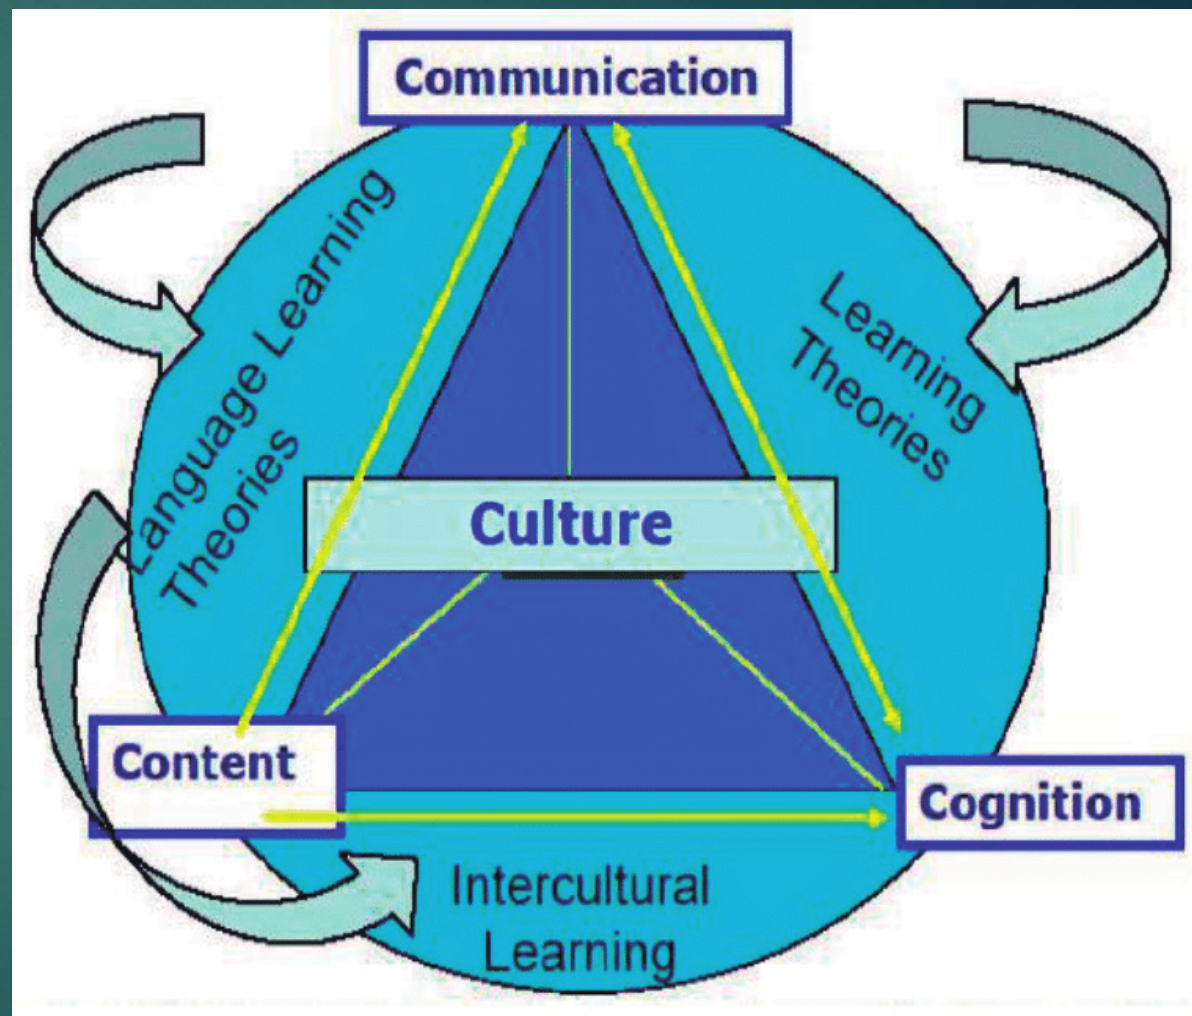 Communication
Language Learning
Theories
Learning
Theories
Culture
Content
Cognition
Intercultural
Learning